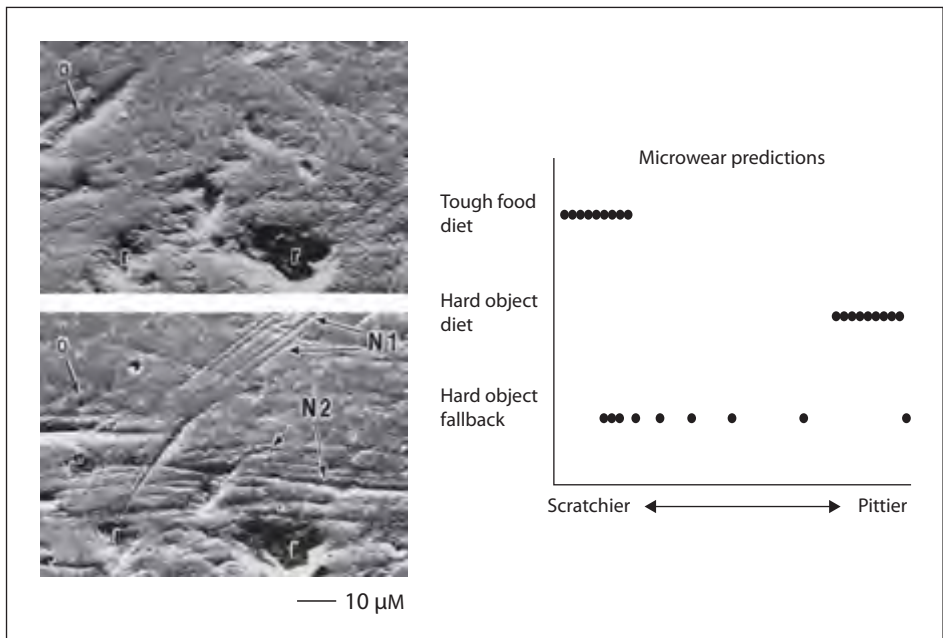 o
r
r
o
N1
N2
r
r
10 µM
Microwear predictions
Tough food
diet
Hard object
diet
Hard object
fallback
Scratchier
Pittier